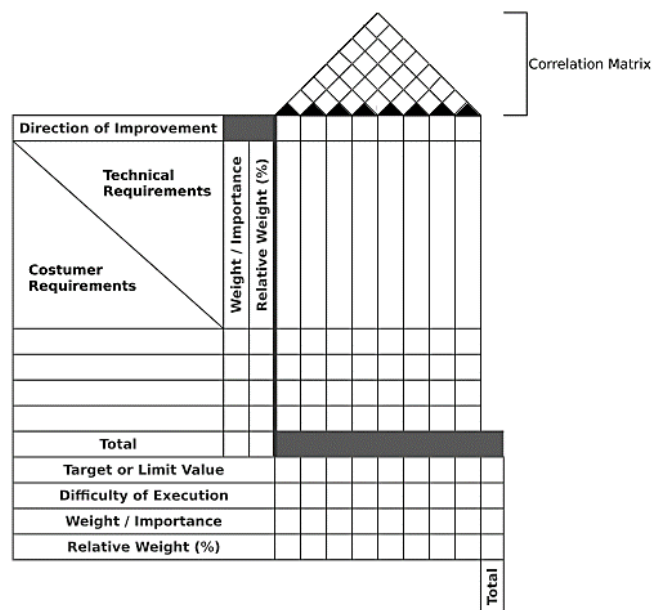 Correlation Matrix
Direction of Improvement
Technical
Requirements
Costumer
Requirements
Weight / Importance
Relative Weight (%)
Total
Target or Limit Value
Difficulty of Execution
Weight / Importance
Relative Weight (%)
Total